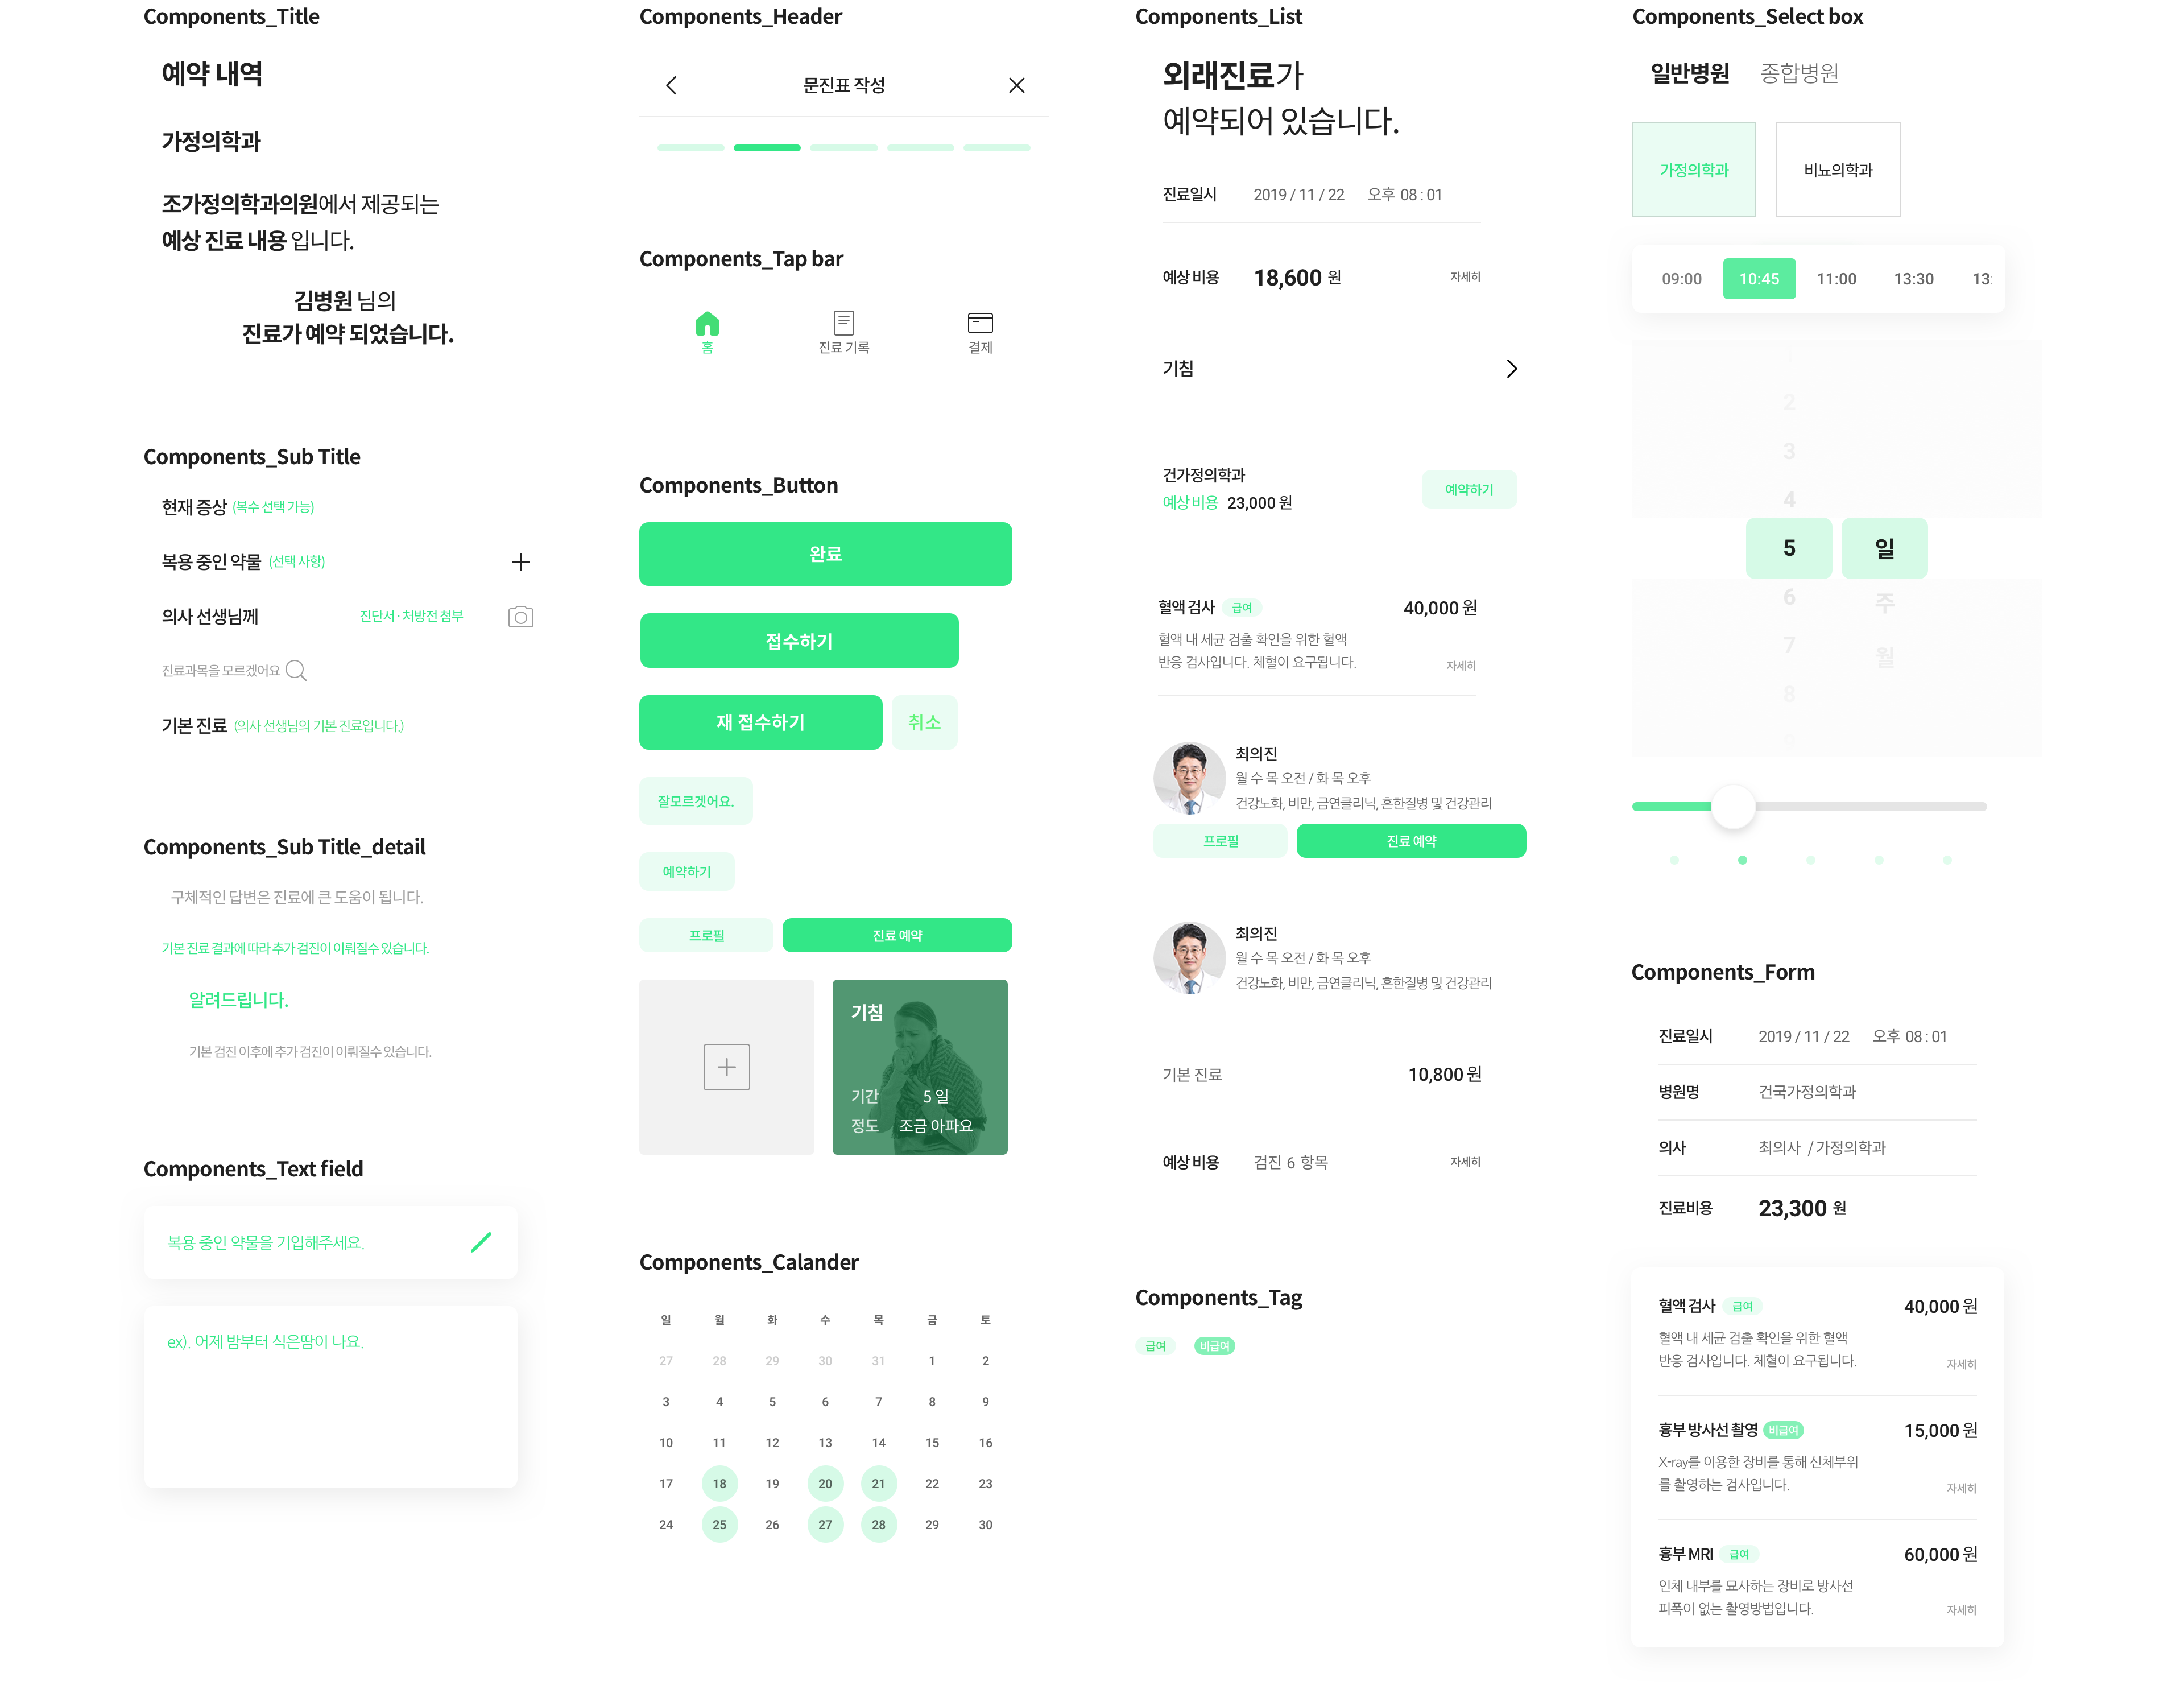 Components_Title
예약 내역
가정의학과
조가정의학과의원에서 제공되는
예상 진료 내용 입니다.
김병원 님의
진료가 예약 되었습니다.
Components_Sub Title
현재 증상 (복수 선택 가능)
복용 중인 약물 (선택 사항)
의사 선생님께 진단서 · 처방전 첨부
진료과목을 모르겠어요
기본 진료 (의사 선생님의 기본 진료입니다.)
Components_Sub Title_detail
구체적인 답변은 진료에 큰 도움이 됩니다.
기본 진료 결과에 따라 추가 검진이 이뤄질수 있습니다.
알려드립니다.
기본 검진 이후에 추가 검진이 이뤄질수 있습니다.
Components_Text field
복용 중인 약물을 기입해주세요.
ex). 어제 밤부터 식은땀이 나요.
Components_Header
문진표 작성
Components_Tap bar
홈 진료 기록 결제
Components_Button
완료
접수하기
재 접수하기 취소
잘모르겟어요.
예약하기
프로필 진료 예약
기침
기간 5 일
정도 조금 아파요
Components_Calander
일 월 화 수 목 금 토
27 28 29 30 31 1 2
3 4 5 6 7 8 9
10 11 12 13 14 15 16
17 18 19 20 21 22 23
24 25 26 27 28 29 30
Components_List
외래진료가
예약되어 있습니다.
진료일시 2019 / 11 / 22 오후 08 : 01
예상 비용 18,600 원 자세히
기침
건가정의학과
예상 비용 23,000 원 예약하기
혈액 검사 급여 40,000 원
혈액 내 세균 검출 확인을 위한 혈액
반응 검사입니다. 체혈이 요구됩니다. 자세히
최의진
월 수 목 오전 / 화 목 오후
건강노화, 비만, 금연클리닉, 흔한질병 및 건강관리
프로필 진료 예약
최의진
월 수 목 오전 / 화 목 오후
건강노화, 비만, 금연클리닉, 흔한질병 및 건강관리
기본 진료 10,800 원
예상 비용 검진 6 항목 자세히
Components_Tag
급여 비급여
Components_Select box
일반병원 종합병원
가정의학과 비뇨의학과
09:00 10:45 11:00 13:30 13:
2
3
4
5 일
6 주
7 월
8
9
Components_Form
진료일시 2019 / 11 / 22 오후 08 : 01
병원명 건국가정의학과
의사 최의사 / 가정의학과
진료비용 23,300 원
혈액 검사 급여 40,000 원
혈액 내 세균 검출 확인을 위한 혈액
반응 검사입니다. 체혈이 요구됩니다. 자세히
흉부 방사선 촬영 비급여 15,000 원
X-ray를 이용한 장비를 통해 신체부위
를 촬영하는 검사입니다. 자세히
흉부 MRI 급여 60,000 원
인체 내부를 묘사하는 장비로 방사선
피폭이 없는 촬영방법입니다. 자세히